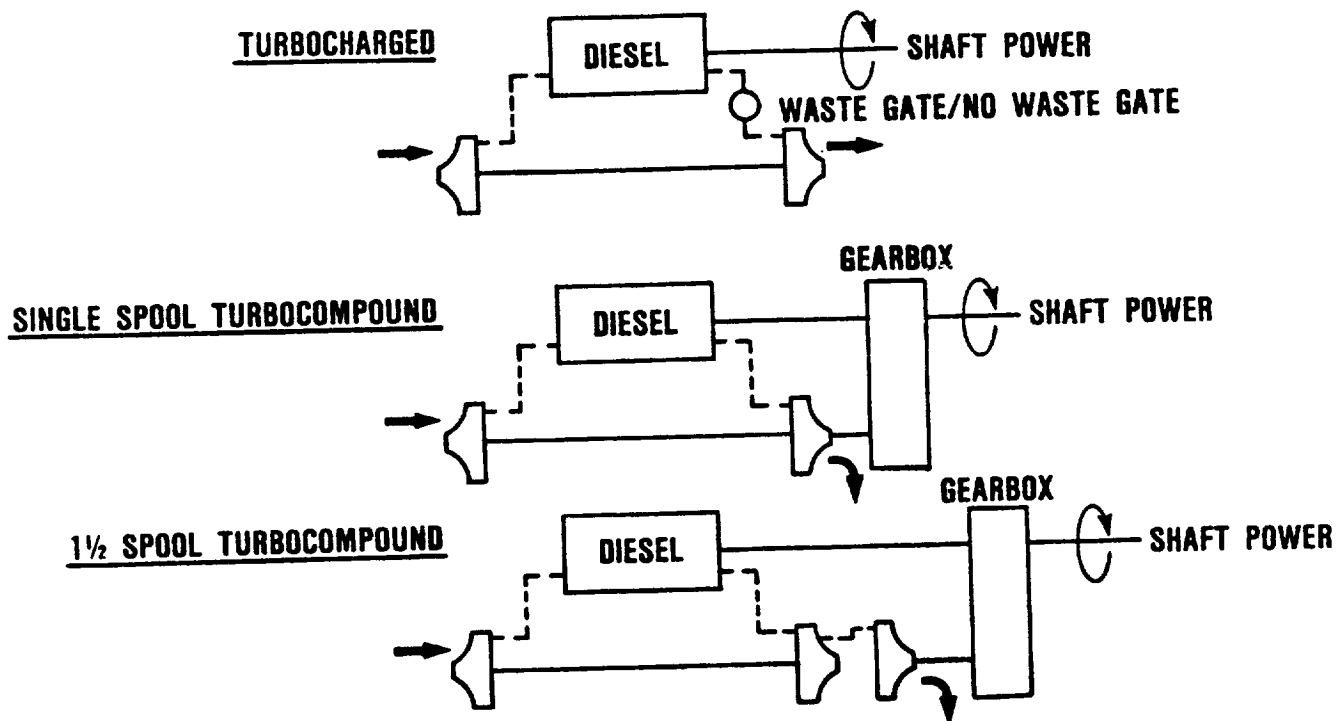 TURBOCHARGED
DIESEL
SHAFT POWER
WASTE GATE/NO WASTE GATE
GEARBOX
SINGLE SPOOL TURBOCOMPOUND
DIESEL
SHAFT POWER
GEARBOX
1½ SPOOL TURBOCOMPOUND
DIESEL
SHAFT POWER